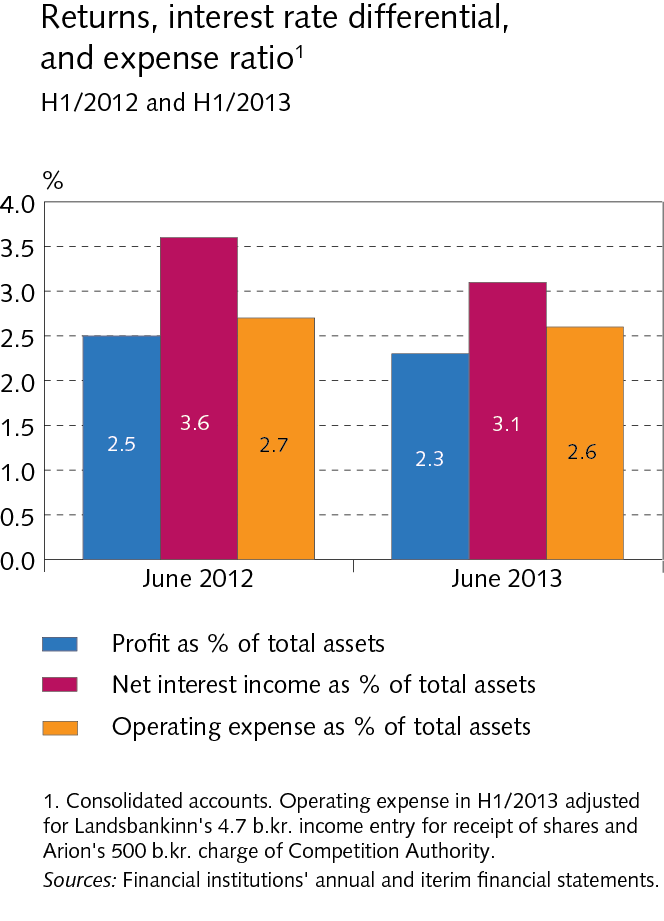 Returns, interest rate differential,
and expense ratio¹
H1/2012 and H1/2013
%
4.0
3.5
3.0
2.5
2.0
1.5
1.0
0.5
0.0
2.5
3.6
2.7
2.3
3.1
2.6
June 2012
June 2013
Profit as % of total assets
Net interest income as % of total assets
Operating expense as % of total assets
1. Consolidated accounts. Operating expense in H1/2013 adjusted
for Landsbankinn's 4.7 b.kr. income entry for receipt of shares and
Arion's 500 b.kr. charge of Competition Authority.
Sources: Financial institutions' annual and iterim financial statements.